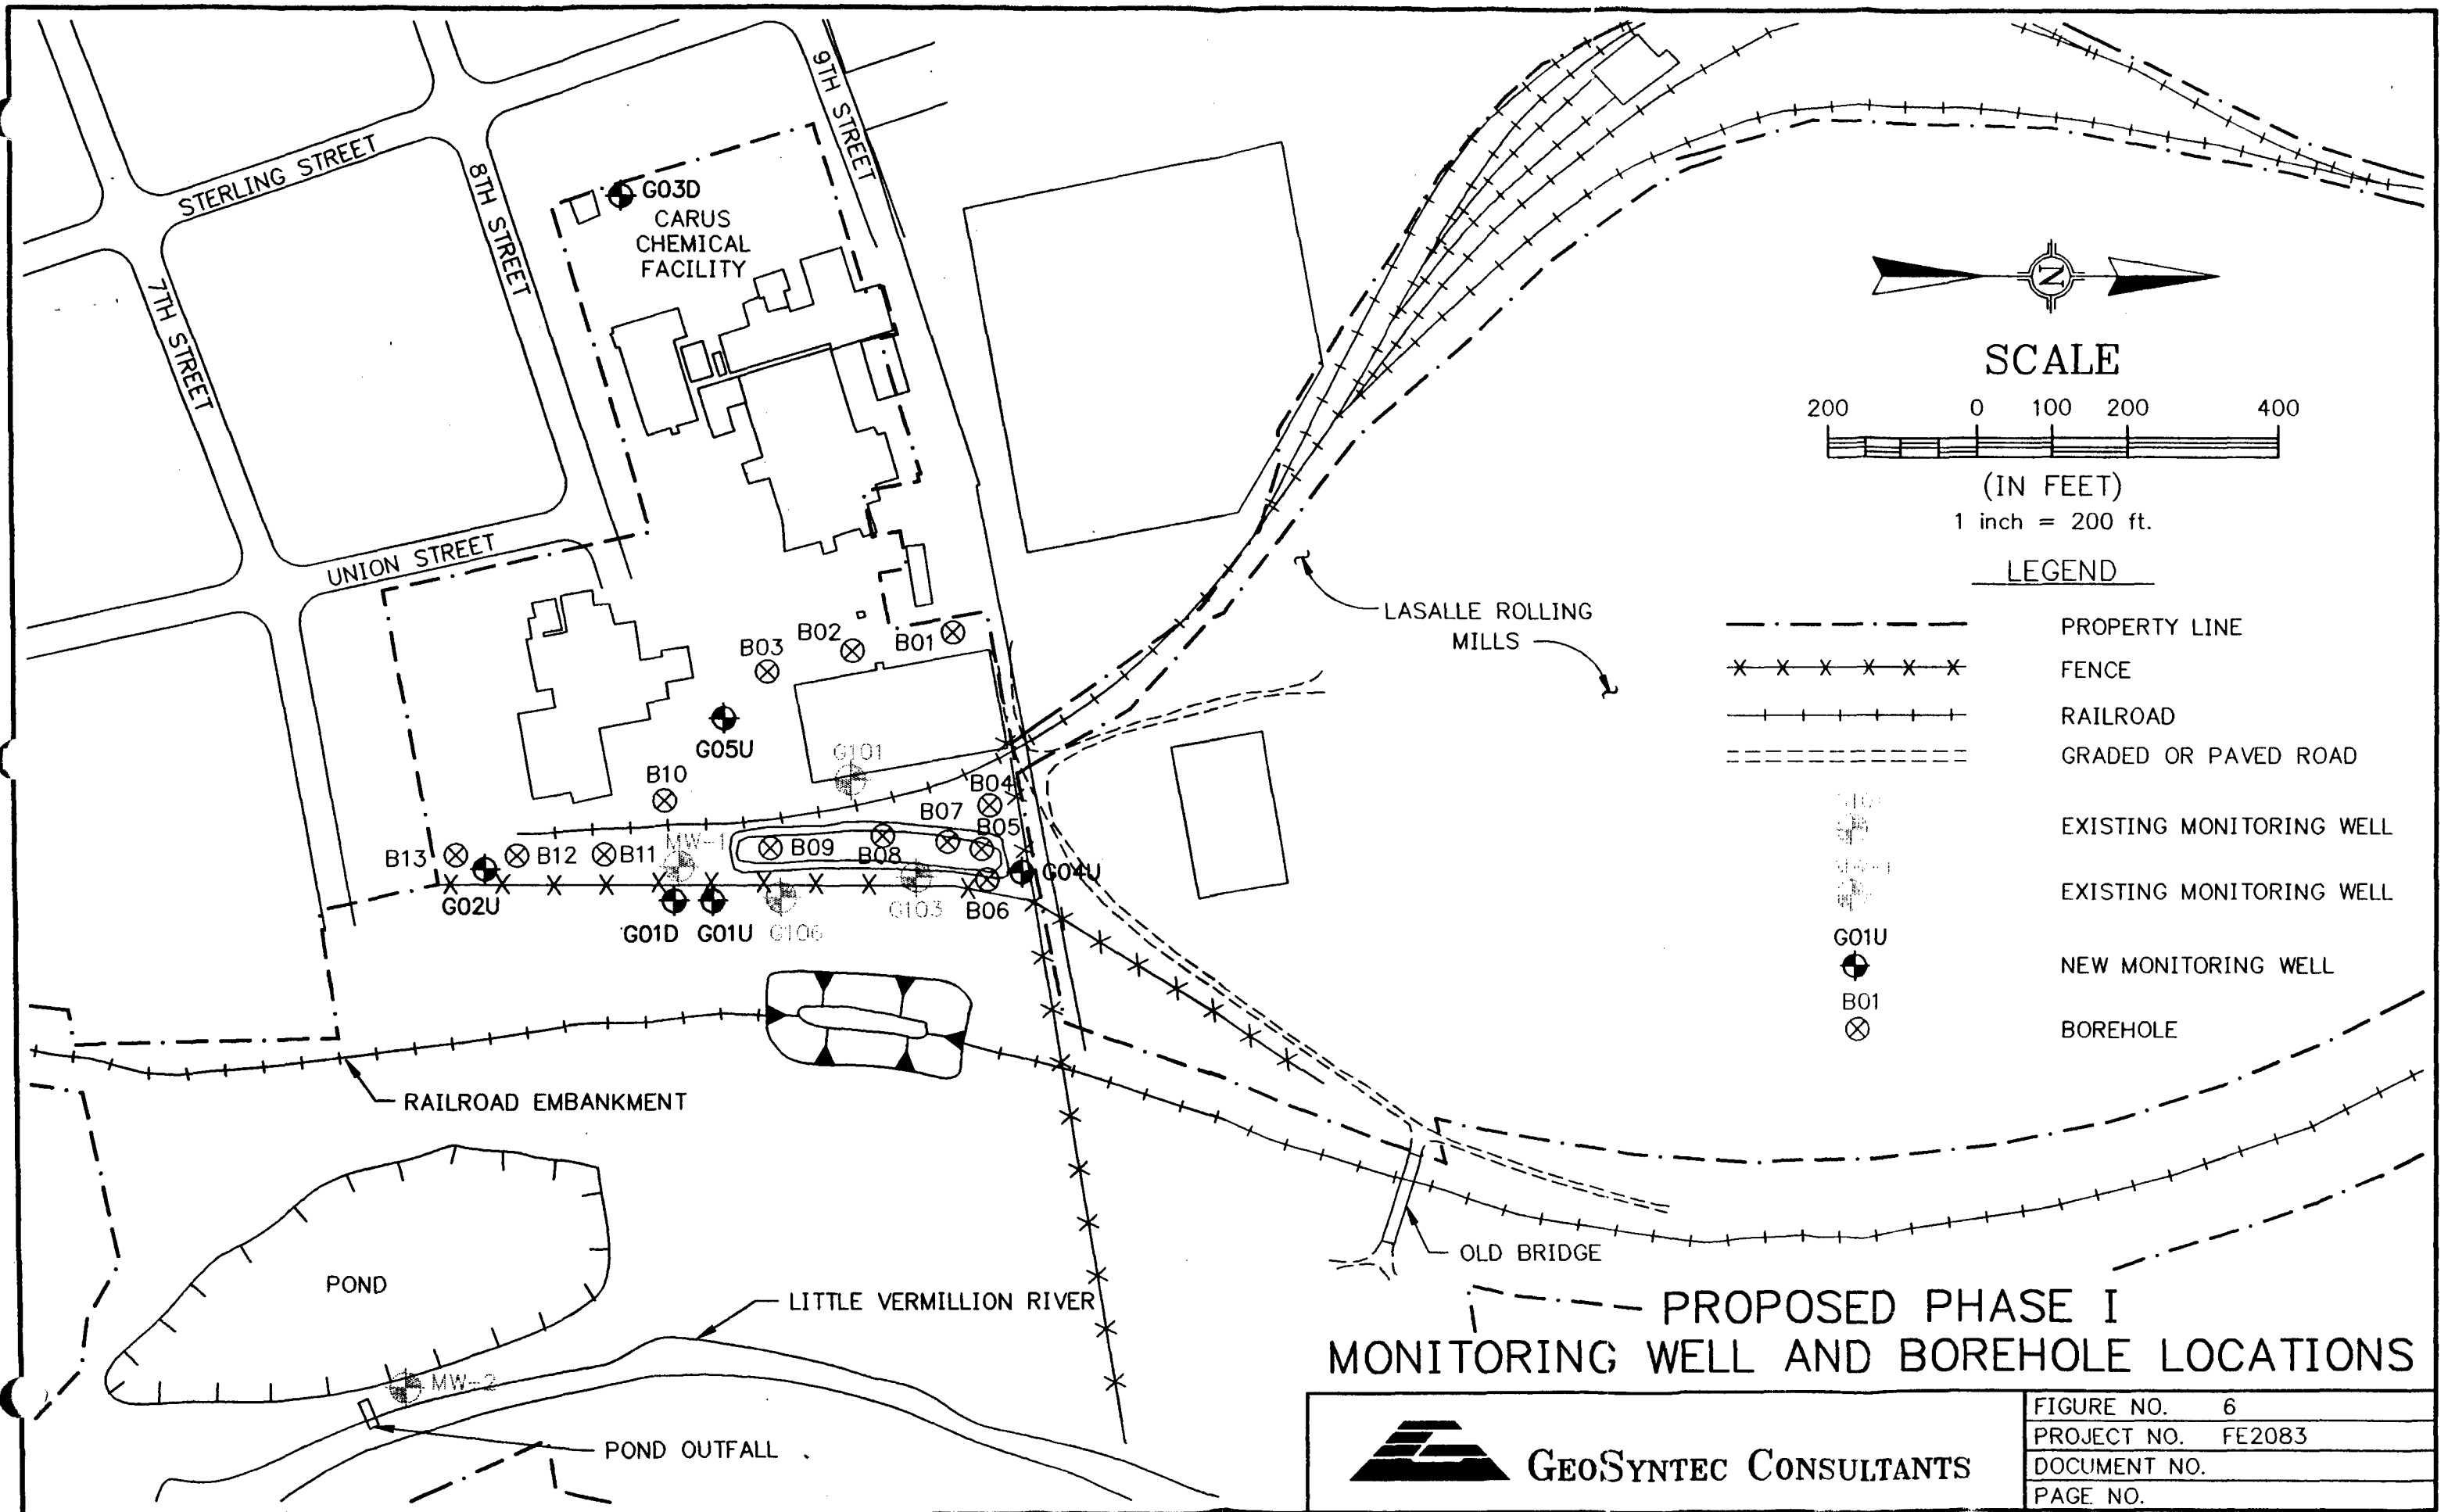 9TH STREET
STERLING STREET
8TH STREET
7TH STREET
UNION STREET
G03D
CARUS
CHEMICAL
FACILITY
N
SCALE
200 0 100 200 400
(IN FEET)
1 inch = 200 ft.
LEGEND
PROPERTY LINE
FENCE
RAILROAD
GRADED OR PAVED ROAD
EXISTING MONITORING WELL
MW-1
EXISTING MONITORING WELL
G01U
NEW MONITORING WELL
B01
BOREHOLE
LASALLE ROLLING
MILLS
B03
B02
B01
G05U
G101
B10
B04
B07
B05
B13
B12
B11
MW-1
B09
B08
G04U
G02U
G01D
G01U
G106
G103
B06
RAILROAD EMBANKMENT
POND
LITTLE VERMILLION RIVER
OLD BRIDGE
MW-2
POND OUTFALL
PROPOSED PHASE I
MONITORING WELL AND BOREHOLE LOCATIONS
GEOSYNTEC CONSULTANTS
FIGURE NO. 6
PROJECT NO. FE2083
DOCUMENT NO.
PAGE NO.